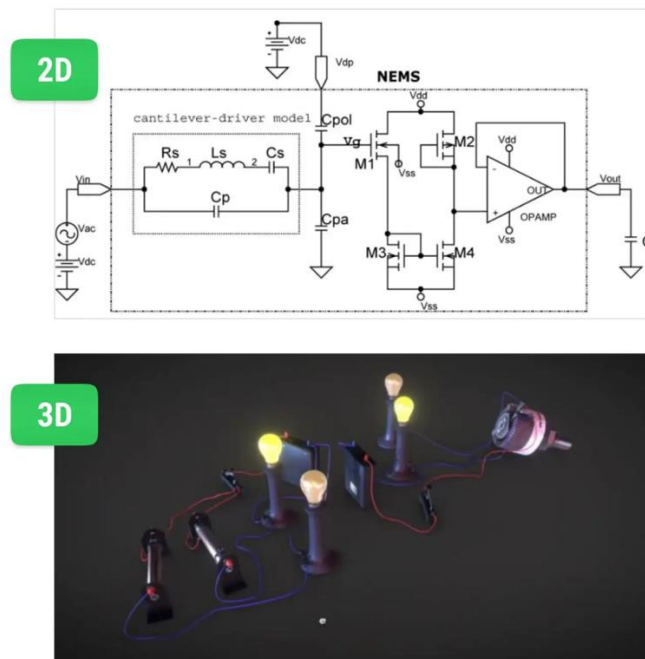 2D
Vdc
Vdp
NEMS
cantilever-driver model
Cpol
Vdd
Rs
1
Ls
2
Cs
Vg
M1
Vss
M2
Vdd
-
Vin
Cp
OUT
Vout
+
OPAMP
Vac
Cpa
Vss
M3
M4
Vdc
Vss
3D